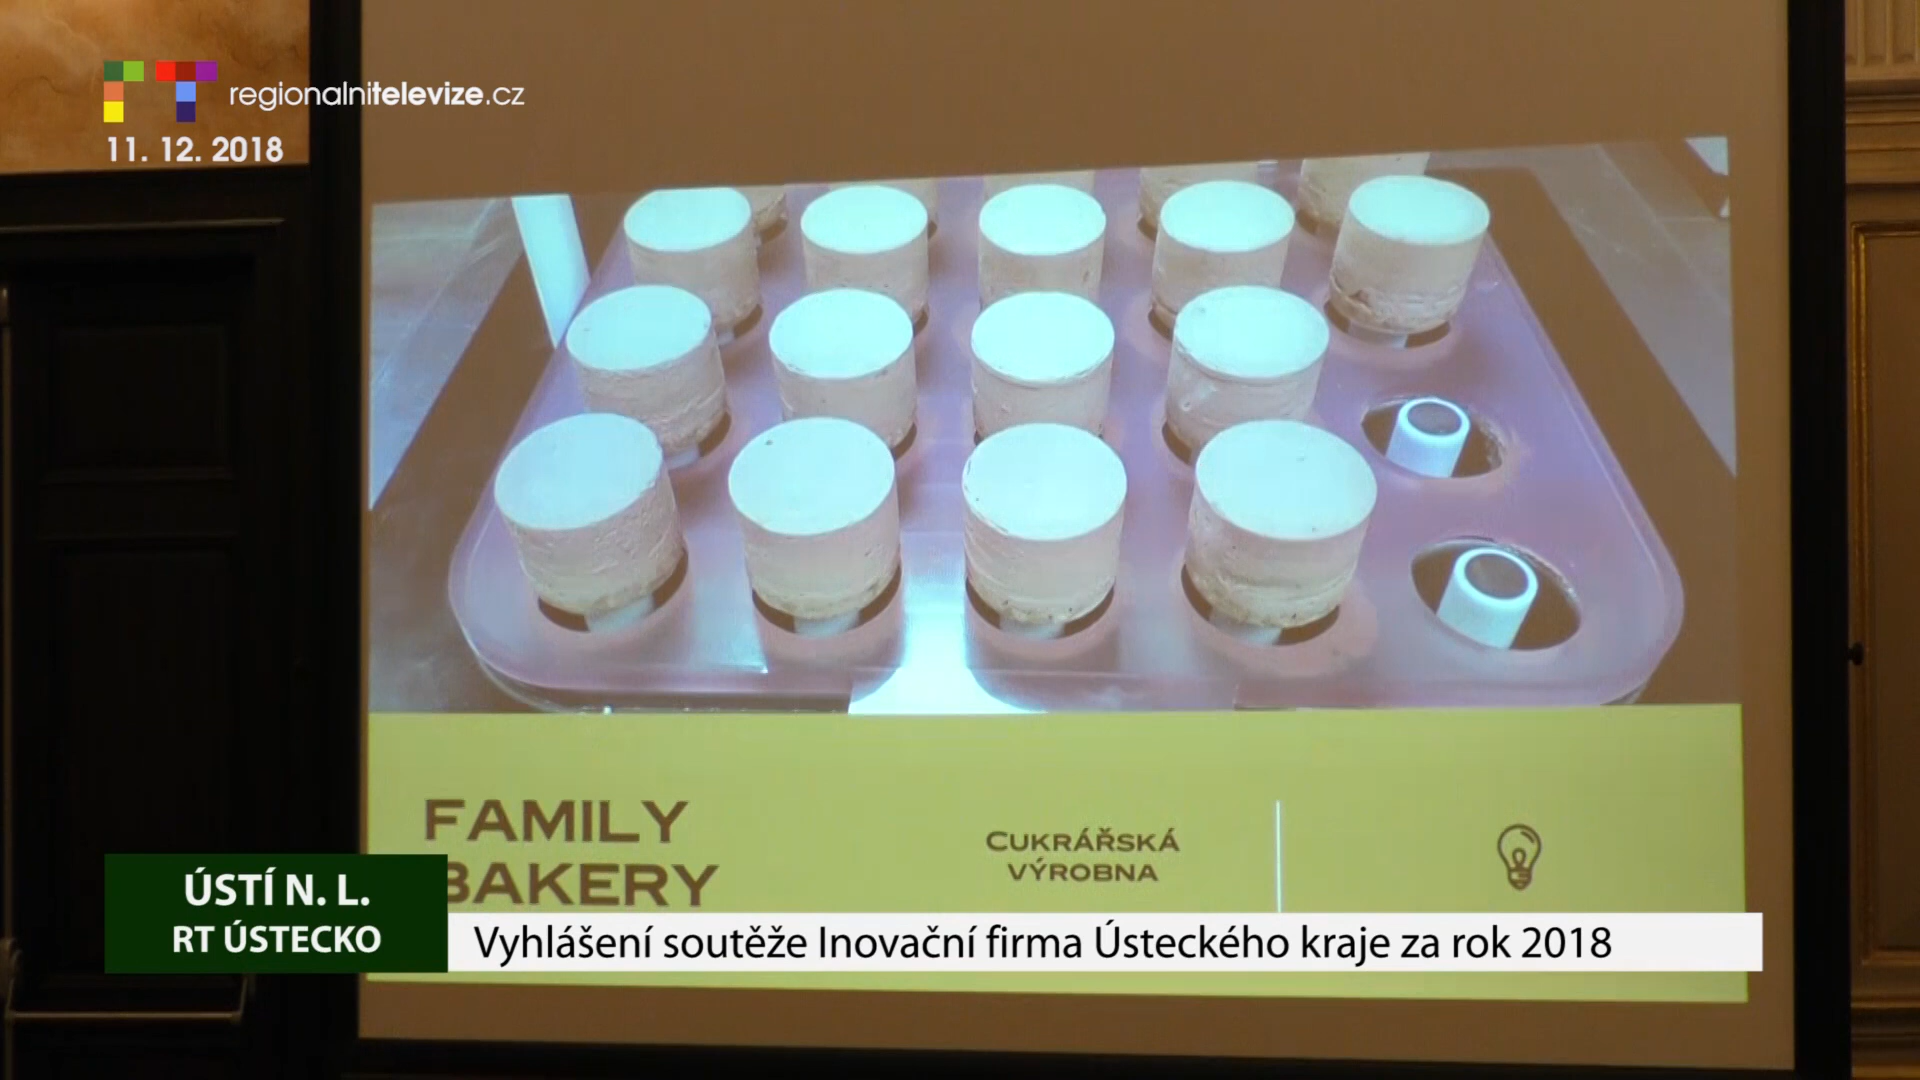 regionalnitelevize.cz
11. 12. 2018
FAMILY
BAKERY
CUKRÁŘSKÁ
VÝROBNA
ÚSTÍ N. L.
RT ÚSTECKO
Vyhlášení soutěže Inovační firma Ústeckého kraje za rok 2018